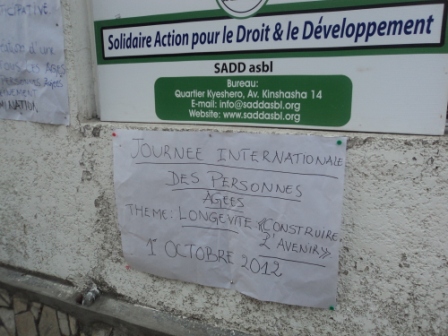 Solidaire Action pour le Droit & le Développement
SADD asbl
Bureau:
Quartier Kyeshero, Av. Kinshasha 14
E-mail: info@saddasbl.org
Website: www.saddasbl.org
JOURNEE INTERNATIONALE
DES PERSONNES
AGÉES
THEME: LONGEVITE «CONSTRUIRE
L'AVENIR»
1 OCTOBRE 2012